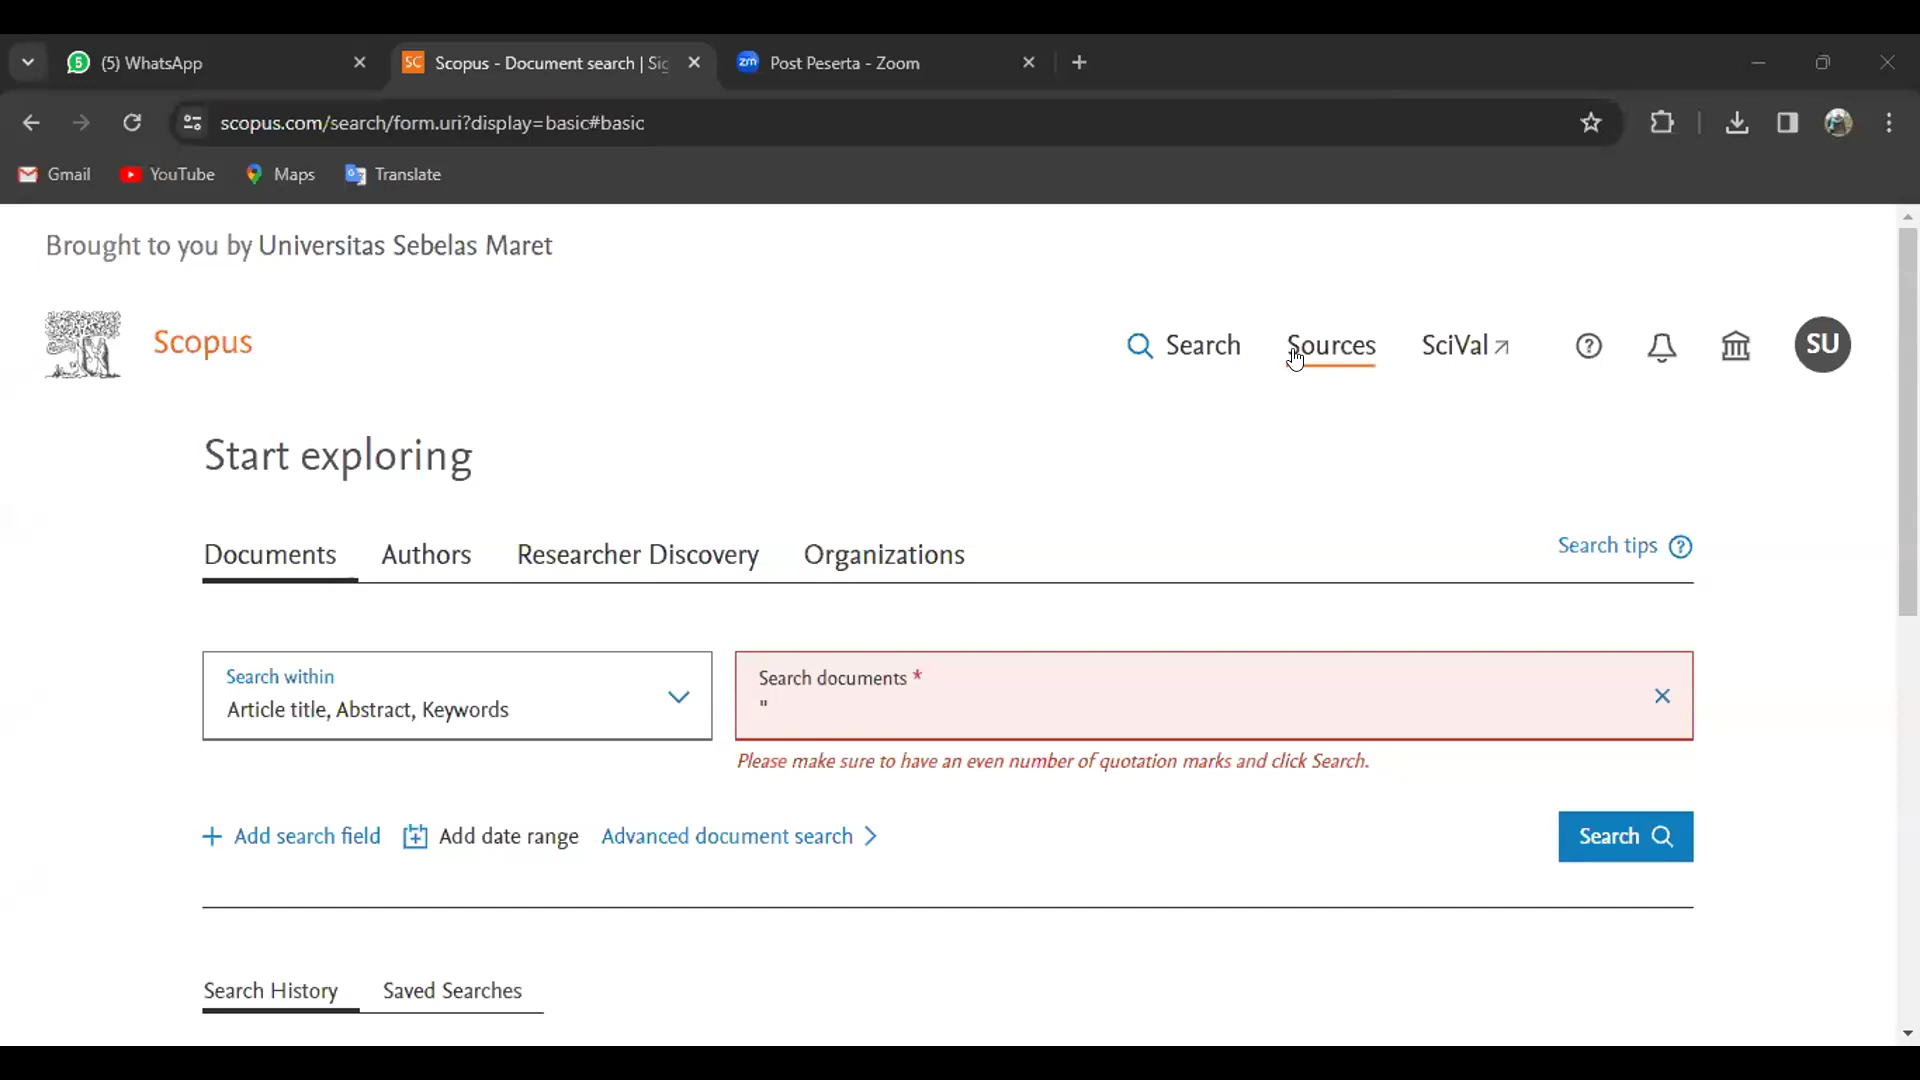 5 (5) WhatsApp
SC Scopus - Document search | Sig
zm Post Peserta - Zoom
scopus.com/search/form.uri?display=basic#basic
Gmail YouTube Maps Translate
Brought to you by Universitas Sebelas Maret
Scopus
Search Sources SciVal ? SU
Start exploring
Documents Authors Researcher Discovery Organizations Search tips ?
Search within
Article title, Abstract, Keywords
Search documents *
"
Please make sure to have an even number of quotation marks and click Search.
Add search field Add date range Advanced document search Search
Search History Saved Searches